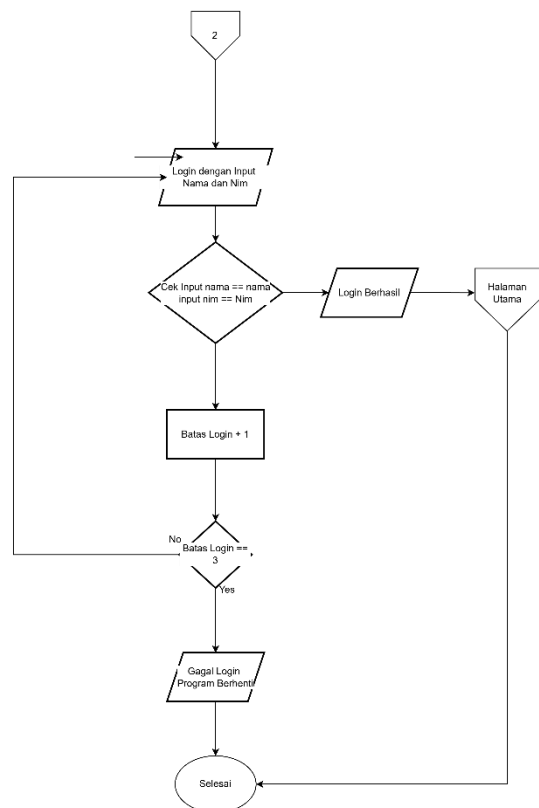 2
Login dengan Input
Nama dan Nim
Cek Input nama == nama
input nim == Nim
Login Berhasil
Halaman
Utama
Batas Login + 1
No
Batas Login ==
3
Yes
Gagal Login
Program Berhenti
Selesai